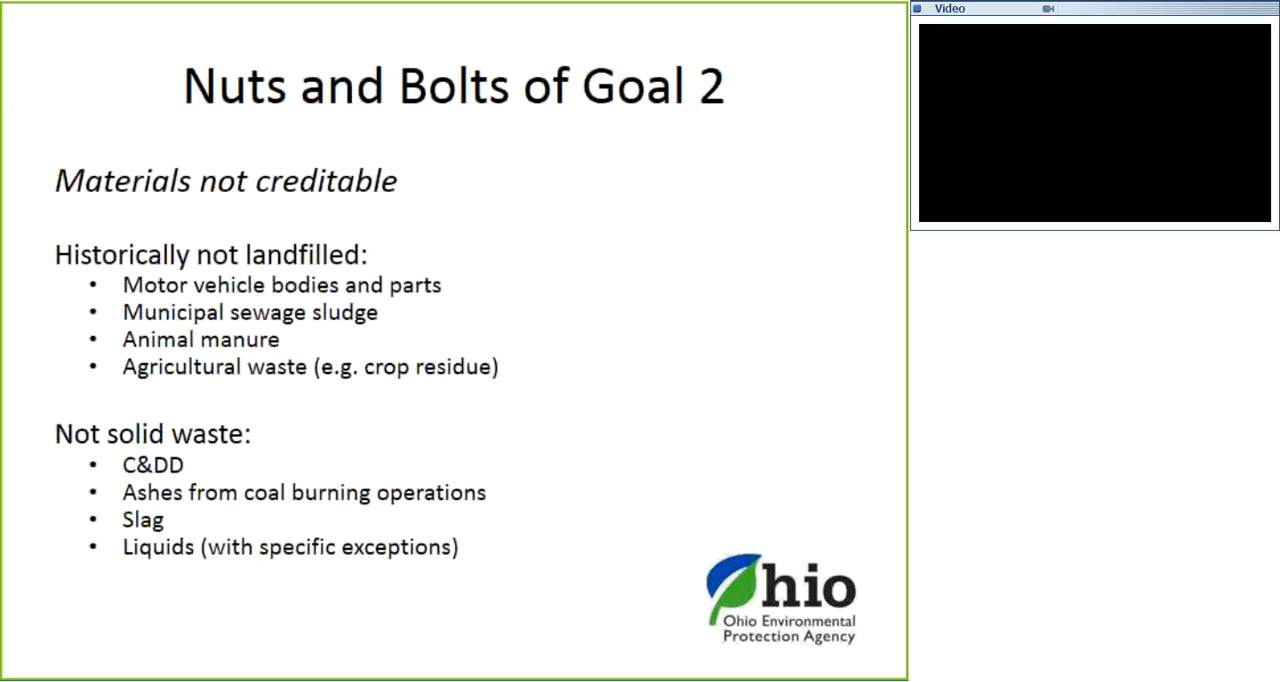 Nuts and Bolts of Goal 2
Materials not creditable
Historically not landfilled:
• Motor vehicle bodies and parts
• Municipal sewage sludge
• Animal manure
• Agricultural waste (e.g. crop residue)
Not solid waste:
• C&DD
• Ashes from coal burning operations
• Slag
• Liquids (with specific exceptions)
Ohio
Ohio Environmental
Protection Agency
Video